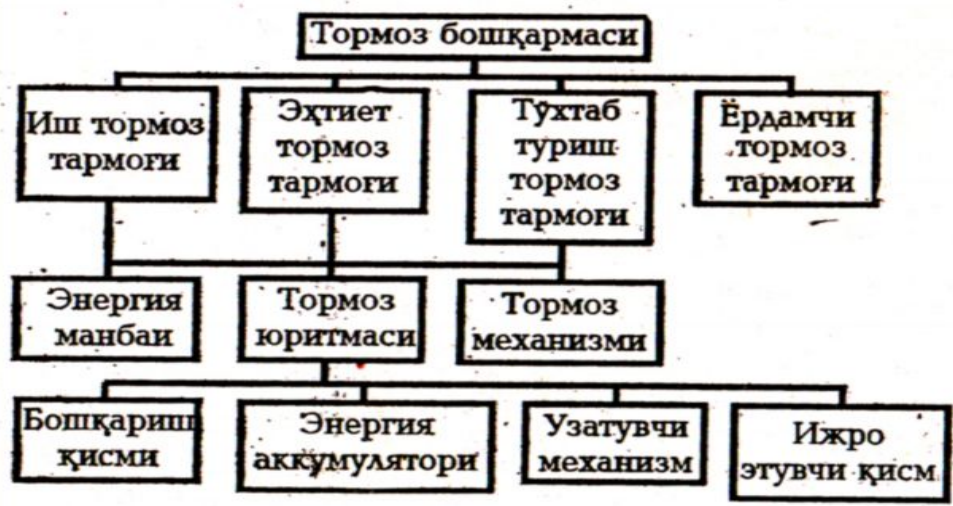 Тормоз бошқармаси
Иш тормоз
тармоғи
Эҳтиет
тормоз
тармоғи
Тўхтаб
туриш
тормоз
тармоғи
Ёрдамчи
тормоз
тармоғи
Энергия
манбаи
Тормоз
юритмаси
Тормоз
механизми
Бошқариш
қисми
Энергия
аккумулятори
Узатувчи
механизм
Ижро
этувчи қисм